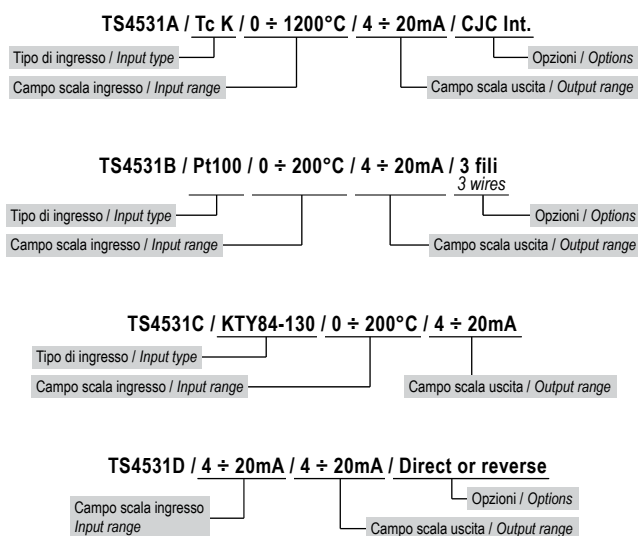 TS4531A / Tc K / 0 ÷ 1200°C / 4 ÷ 20mA / CJC Int.
Tipo di ingresso / Input type
Opzioni / Options
Campo scala ingresso / Input range
Campo scala uscita / Output range
TS4531B / Pt100 / 0 ÷ 200°C / 4 ÷ 20mA / 3 fili
3 wires
Tipo di ingresso / Input type
Opzioni / Options
Campo scala ingresso / Input range
Campo scala uscita / Output range
TS4531C / KTY84-130 / 0 ÷ 200°C / 4 ÷ 20mA
Tipo di ingresso / Input type
Campo scala ingresso / Input range
Campo scala uscita / Output range
TS4531D / 4 ÷ 20mA / 4 ÷ 20mA / Direct or reverse
Opzioni / Options
Campo scala ingresso
Input range
Campo scala uscita / Output range